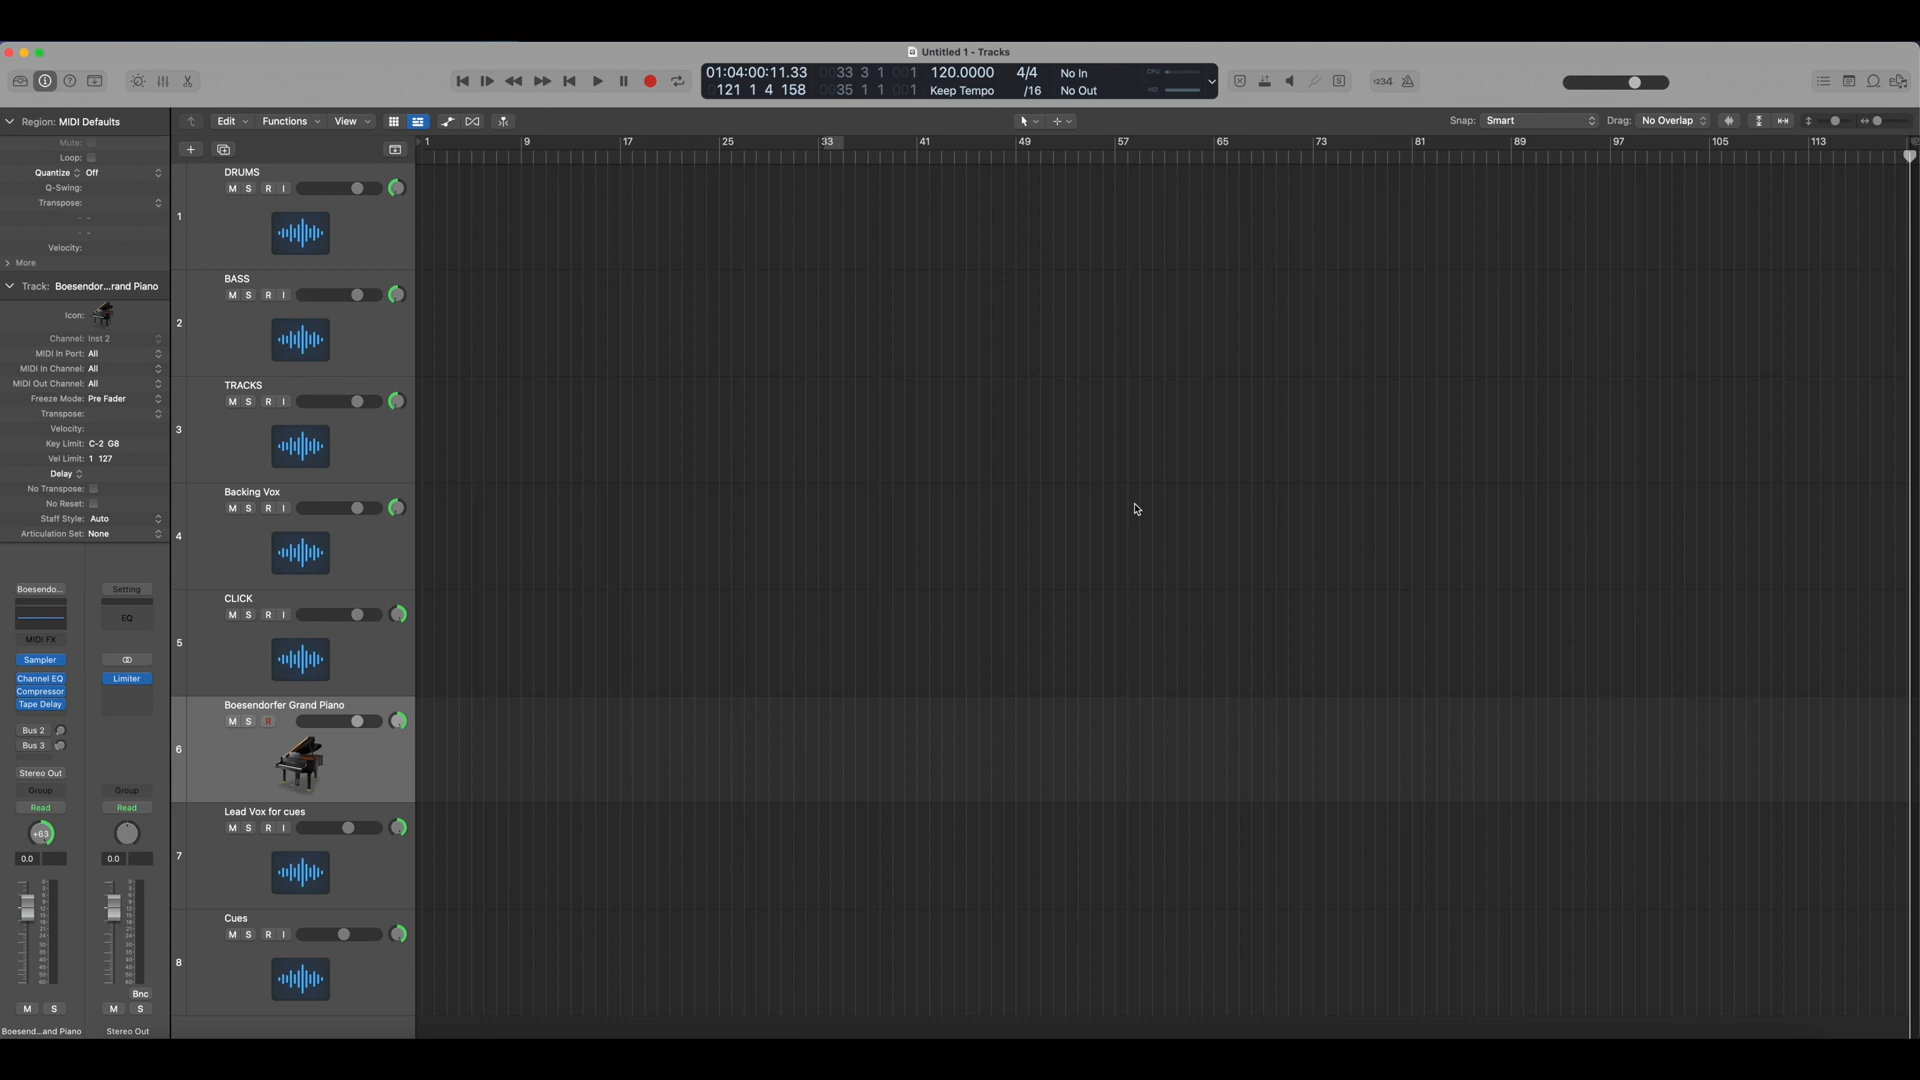 Untitled 1 - Tracks
01:04:00:11.33 0033 3 1 001 120.0000 4/4 No In CPU
121 1 4 158 0035 1 1 001 Keep Tempo /16 No Out HD
1234
Region: MIDI Defaults
Edit Functions View
Snap: Smart Drag: No Overlap
1 9 17 25 33 41 49 57 65 73 81 89 97 105 113
Mute:
Loop:
Quantize Off
Q-Swing:
Transpose:
- -
- -
Velocity:
More
Track: Boesendor...rand Piano
Icon:
Channel: Inst 2
MIDI In Port: All
MIDI In Channel: All
MIDI Out Channel: All
Freeze Mode: Pre Fader
Transpose:
Velocity:
Key Limit: C-2 G8
Vel Limit: 1 127
Delay
No Transpose:
No Reset:
Staff Style: Auto
Articulation Set: None
Boesendo... Setting
EQ
MIDI FX
Sampler
Channel EQ Limiter
Compressor
Tape Delay
Bus 2
Bus 3
Stereo Out
Group Group
Read Read
+63
0.0 0.0
Bnc
M S M S
Boesend...and Piano Stereo Out
DRUMS
M S R I
1
BASS
M S R I
2
TRACKS
M S R I
3
Backing Vox
M S R I
4
CLICK
M S R I
5
Boesendorfer Grand Piano
M S R
6
Lead Vox for cues
M S R I
7
Cues
M S R I
8